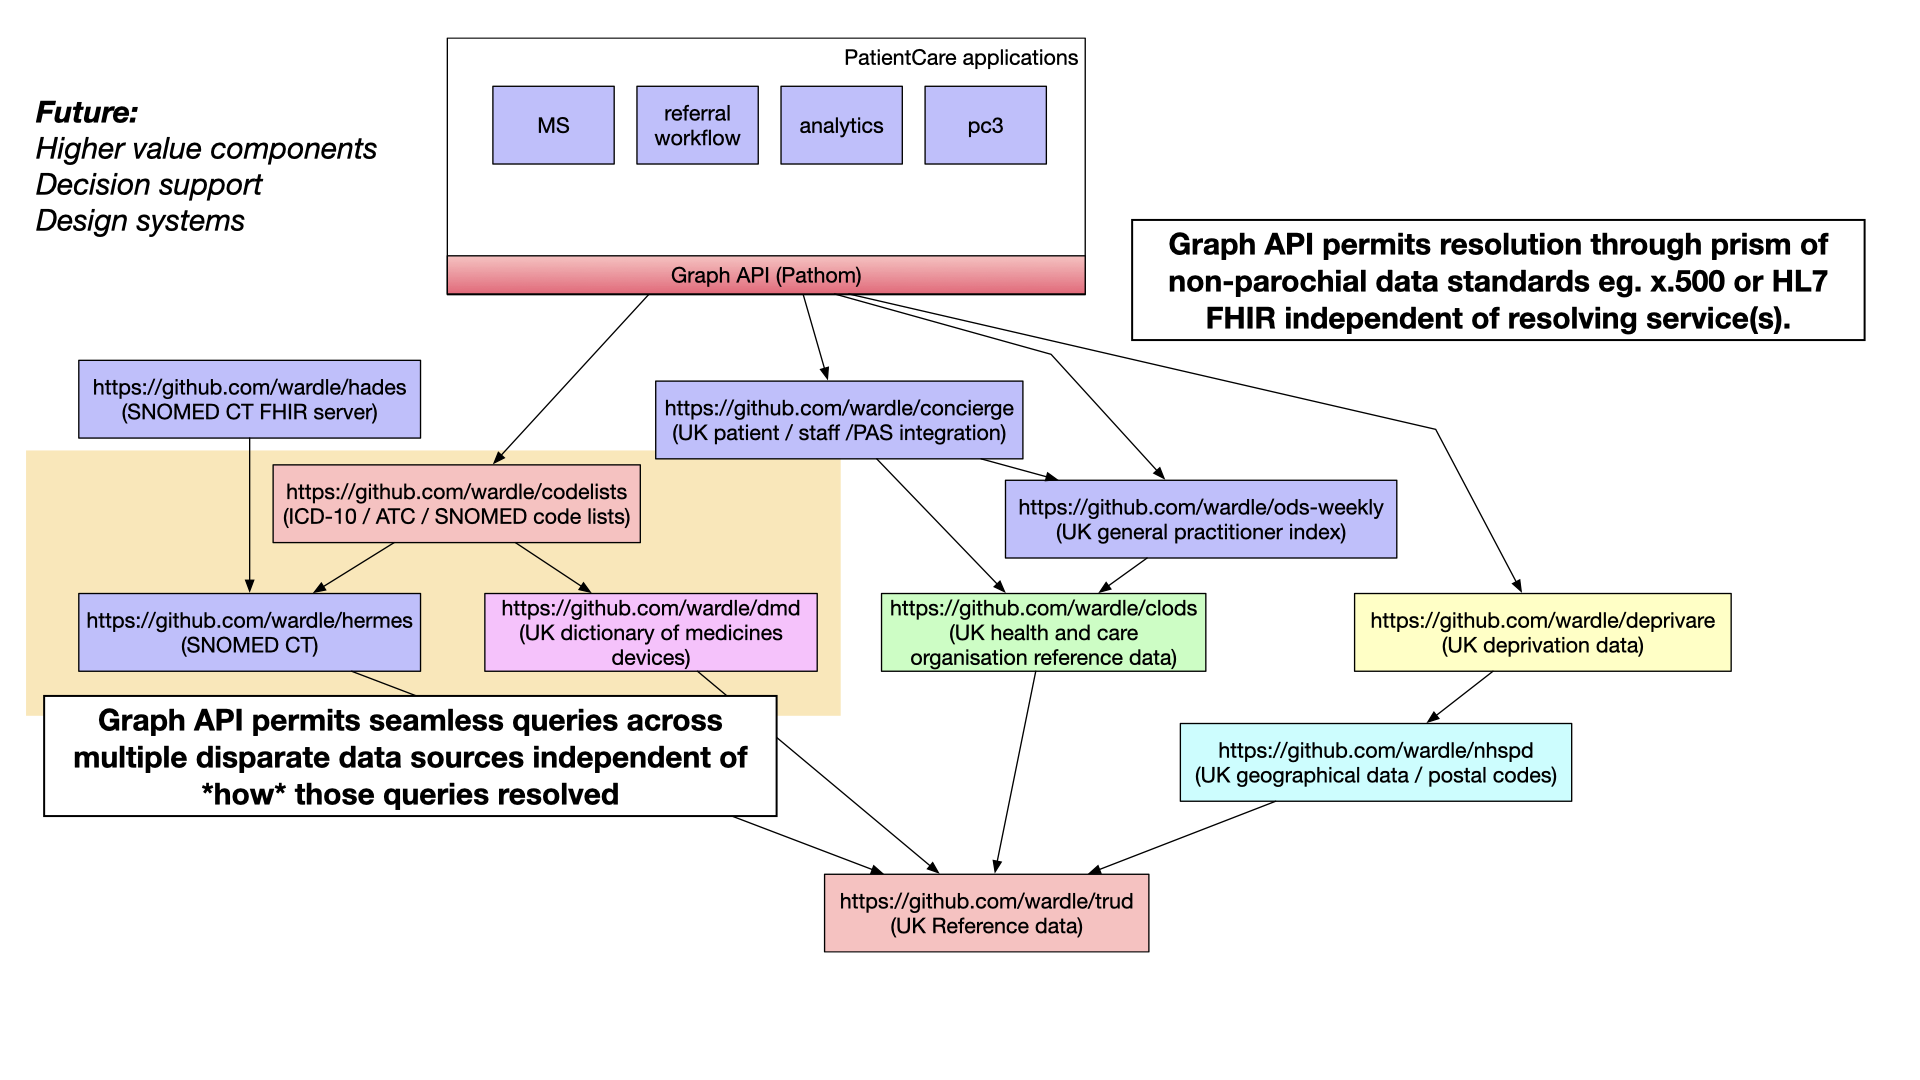 PatientCare applications
MS
referral
workflow
analytics
pc3
Future:
Higher value components
Decision support
Design systems
Graph API (Pathom)
Graph API permits resolution through prism of
non-parochial data standards eg. x.500 or HL7
FHIR independent of resolving service(s).
https://github.com/wardle/hades
(SNOMED CT FHIR server)
https://github.com/wardle/concierge
(UK patient / staff /PAS integration)
https://github.com/wardle/codelists
(ICD-10 / ATC / SNOMED code lists)
https://github.com/wardle/ods-weekly
(UK general practitioner index)
https://github.com/wardle/hermes
(SNOMED CT)
https://github.com/wardle/dmd
(UK dictionary of medicines
devices)
https://github.com/wardle/clods
(UK health and care
organisation reference data)
https://github.com/wardle/deprivare
(UK deprivation data)
Graph API permits seamless queries across
multiple disparate data sources independent of
*how* those queries resolved
https://github.com/wardle/nhspd
(UK geographical data / postal codes)
https://github.com/wardle/trud
(UK Reference data)